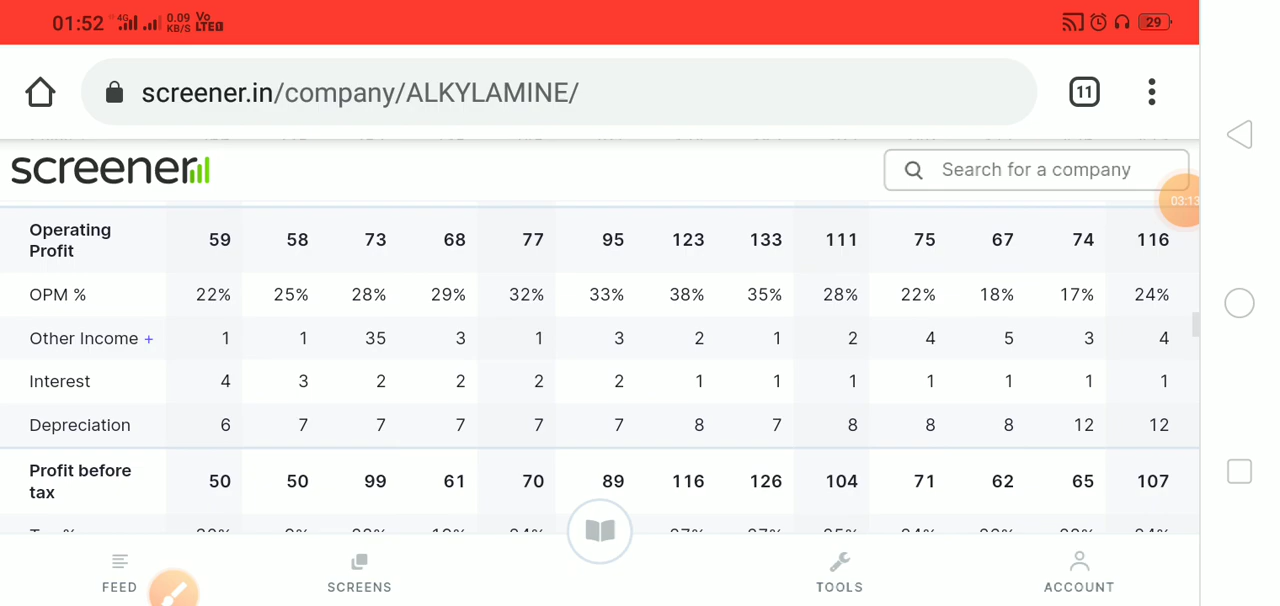 01:52 4G 0.09 KB/S Vo LTE 29
screener.in/company/ALKYLAMINE/ 11
screener Search for a company
03:13
Operating Profit 59 58 73 68 77 95 123 133 111 75 67 74 116
OPM % 22% 25% 28% 29% 32% 33% 38% 35% 28% 22% 18% 17% 24%
Other Income + 1 1 35 3 1 3 2 1 2 4 5 3 4
Interest 4 3 2 2 2 2 1 1 1 1 1 1 1
Depreciation 6 7 7 7 7 7 8 7 8 8 8 12 12
Profit before tax 50 50 99 61 70 89 116 126 104 71 62 65 107
FEED SCREENS TOOLS ACCOUNT